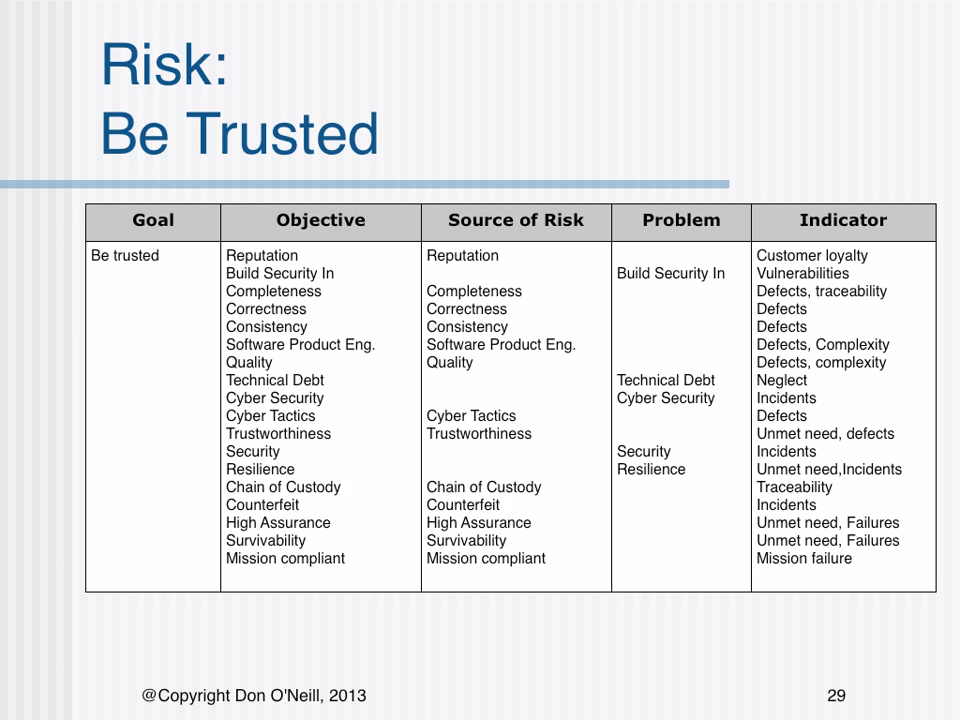 Risk:
Be Trusted
Goal Objective Source of Risk Problem Indicator
Be trusted Reputation Reputation Customer loyalty
Build Security In Build Security In Vulnerabilities
Completeness Completeness Defects, traceability
Correctness Correctness Defects
Consistency Consistency Defects
Software Product Eng. Software Product Eng. Defects, Complexity
Quality Quality Defects, complexity
Technical Debt Technical Debt Neglect
Cyber Security Cyber Security Incidents
Cyber Tactics Cyber Tactics Defects
Trustworthiness Trustworthiness Unmet need, defects
Security Security Incidents
Resilience Resilience Unmet need,Incidents
Chain of Custody Chain of Custody Traceability
Counterfeit Counterfeit Incidents
High Assurance High Assurance Unmet need, Failures
Survivability Survivability Unmet need, Failures
Mission compliant Mission compliant Mission failure
@Copyright Don O'Neill, 2013 29